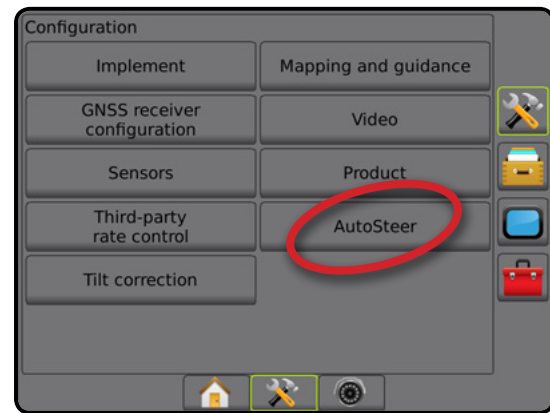 Configuration
Implement
Mapping and guidance
GNSS receiver
configuration
Video
Sensors
Product
Third-party
rate control
AutoSteer
Tilt correction